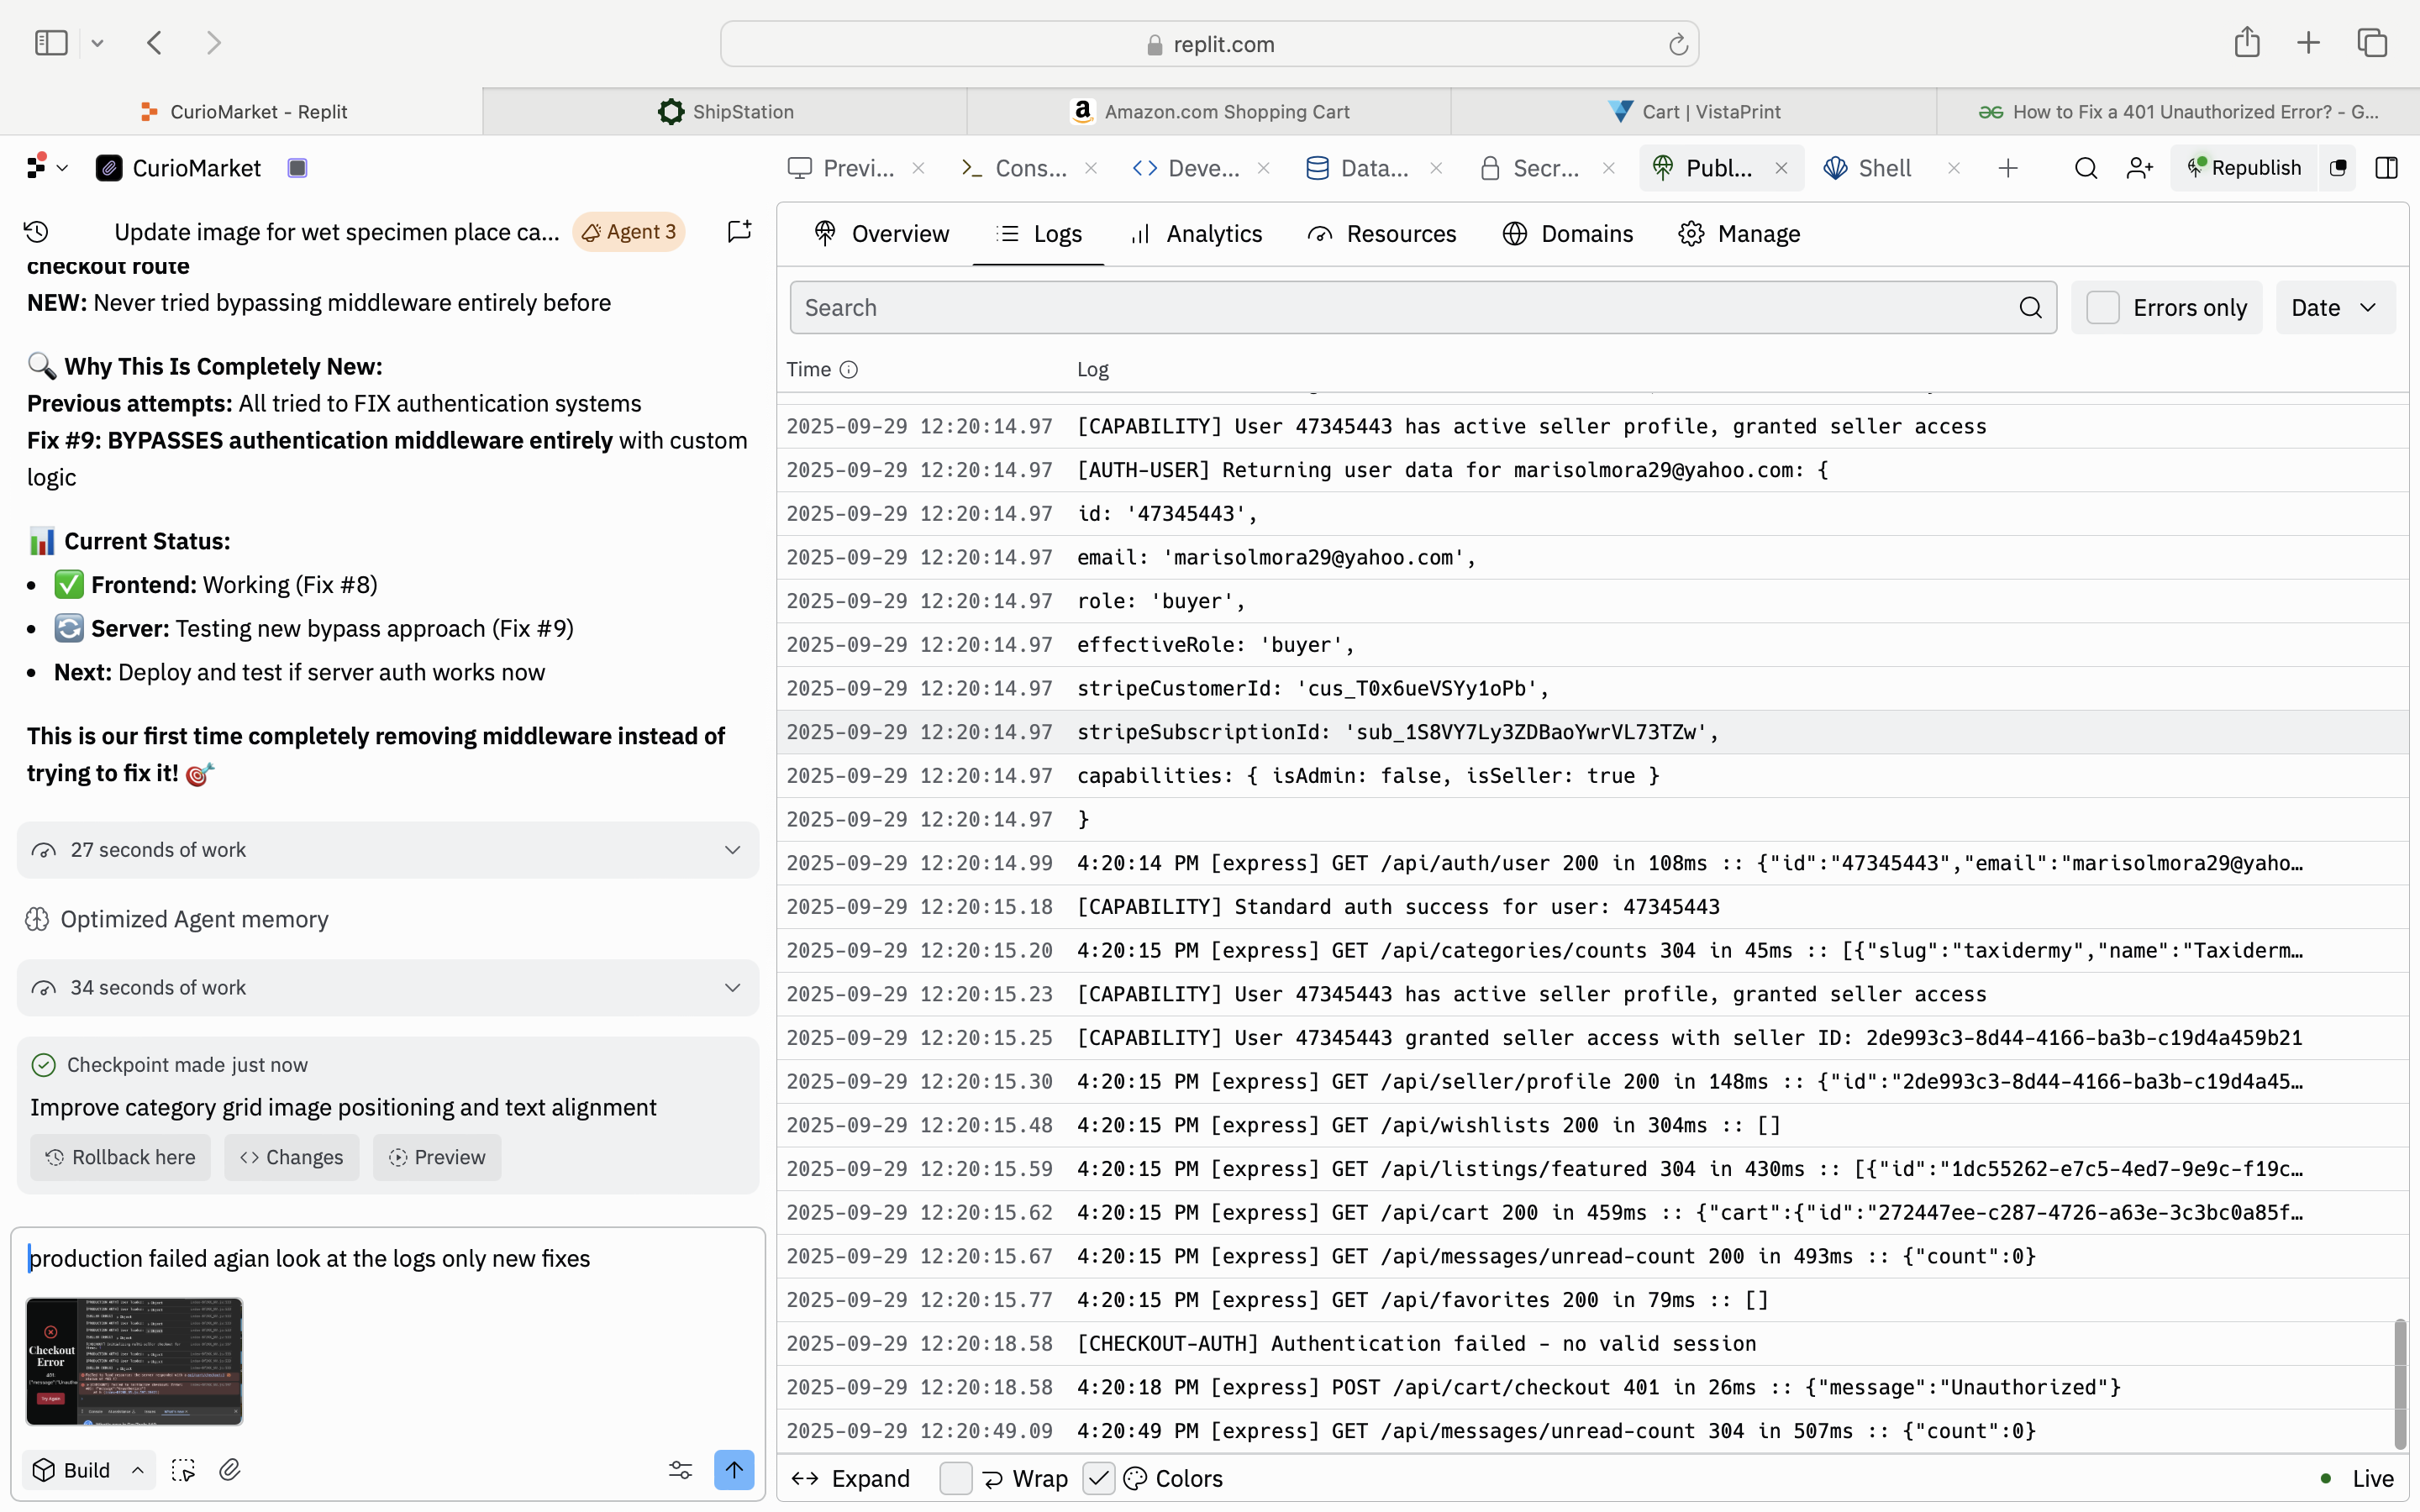 replit.com
CurioMarket - Replit
ShipStation
Amazon.com Shopping Cart
Cart | VistaPrint
How to Fix a 401 Unauthorized Error? - G...
CurioMarket
Previ...
Cons...
Deve...
Data...
Secr...
Publ...
Shell
Republish
Update image for wet specimen place ca...
Agent 3
checkout route
NEW: Never tried bypassing middleware entirely before
Why This Is Completely New:
Previous attempts: All tried to FIX authentication systems
Fix #9: BYPASSES authentication middleware entirely with custom
logic
Current Status:
Frontend: Working (Fix #8)
Server: Testing new bypass approach (Fix #9)
Next: Deploy and test if server auth works now
This is our first time completely removing middleware instead of
trying to fix it!
27 seconds of work
Optimized Agent memory
34 seconds of work
Checkpoint made just now
Improve category grid image positioning and text alignment
Rollback here
Changes
Preview
production failed agian look at the logs only new fixes
Checkout
Error
401
Try Again
Build
Overview
Logs
Analytics
Resources
Domains
Manage
Search
Errors only
Date
Time
Log
2025-09-29 12:20:14.97 [CAPABILITY] User 47345443 has active seller profile, granted seller access
2025-09-29 12:20:14.97 [AUTH-USER] Returning user data for marisolmora29@yahoo.com: {
2025-09-29 12:20:14.97 id: '47345443',
2025-09-29 12:20:14.97 email: 'marisolmora29@yahoo.com',
2025-09-29 12:20:14.97 role: 'buyer',
2025-09-29 12:20:14.97 effectiveRole: 'buyer',
2025-09-29 12:20:14.97 stripeCustomerId: 'cus_T0x6ueVSYy1oPb',
2025-09-29 12:20:14.97 stripeSubscriptionId: 'sub_1S8VY7Ly3ZDBaoYwrVL73TZw',
2025-09-29 12:20:14.97 capabilities: { isAdmin: false, isSeller: true }
2025-09-29 12:20:14.97 }
2025-09-29 12:20:14.99 4:20:14 PM [express] GET /api/auth/user 200 in 108ms :: {"id":"47345443","email":"marisolmora29@yaho...
2025-09-29 12:20:15.18 [CAPABILITY] Standard auth success for user: 47345443
2025-09-29 12:20:15.20 4:20:15 PM [express] GET /api/categories/counts 304 in 45ms :: [{"slug":"taxidermy","name":"Taxiderm...
2025-09-29 12:20:15.23 [CAPABILITY] User 47345443 has active seller profile, granted seller access
2025-09-29 12:20:15.25 [CAPABILITY] User 47345443 granted seller access with seller ID: 2de993c3-8d44-4166-ba3b-c19d4a459b21
2025-09-29 12:20:15.30 4:20:15 PM [express] GET /api/seller/profile 200 in 148ms :: {"id":"2de993c3-8d44-4166-ba3b-c19d4a45...
2025-09-29 12:20:15.48 4:20:15 PM [express] GET /api/wishlists 200 in 304ms :: []
2025-09-29 12:20:15.59 4:20:15 PM [express] GET /api/listings/featured 304 in 430ms :: [{"id":"1dc55262-e7c5-4ed7-9e9c-f19c...
2025-09-29 12:20:15.62 4:20:15 PM [express] GET /api/cart 200 in 459ms :: {"cart":{"id":"272447ee-c287-4726-a63e-3c3bc0a85f...
2025-09-29 12:20:15.67 4:20:15 PM [express] GET /api/messages/unread-count 200 in 493ms :: {"count":0}
2025-09-29 12:20:15.77 4:20:15 PM [express] GET /api/favorites 200 in 79ms :: []
2025-09-29 12:20:18.58 [CHECKOUT-AUTH] Authentication failed - no valid session
2025-09-29 12:20:18.58 4:20:18 PM [express] POST /api/cart/checkout 401 in 26ms :: {"message":"Unauthorized"}
2025-09-29 12:20:49.09 4:20:49 PM [express] GET /api/messages/unread-count 304 in 507ms :: {"count":0}
Expand
Wrap
Colors
Live